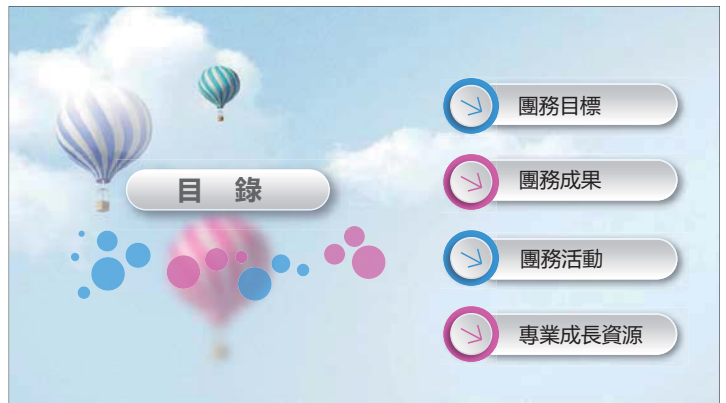 目 錄
團務目標
團務成果
團務活動
專業成長資源